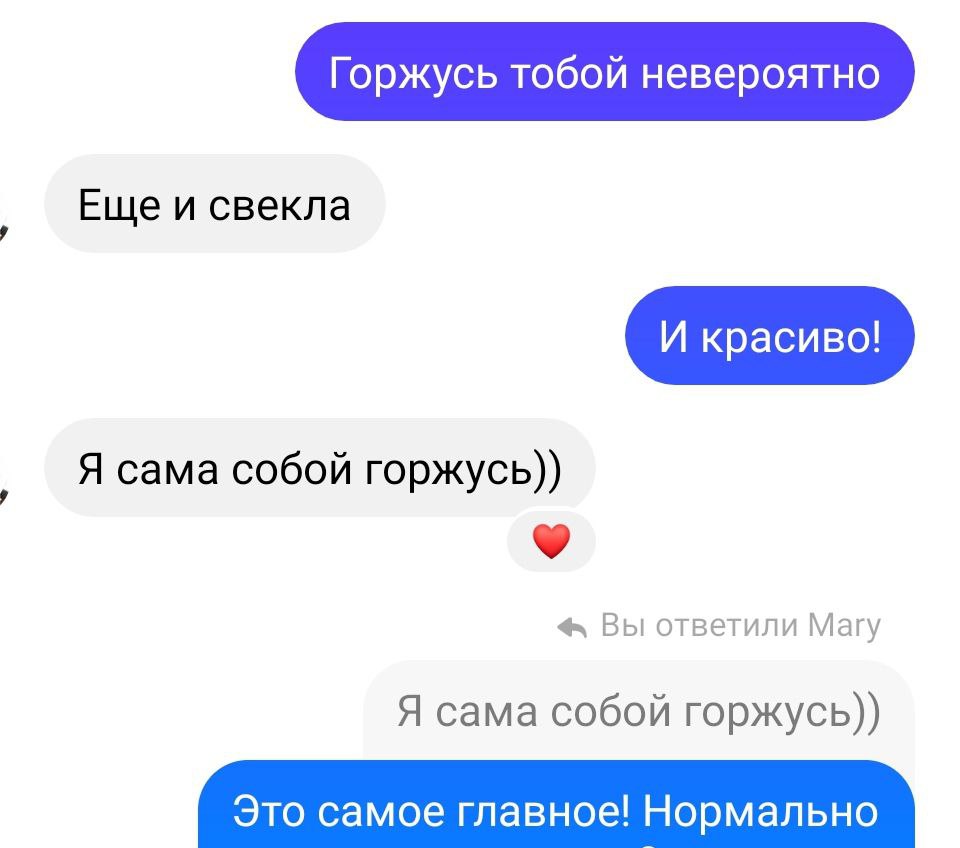 Горжусь тобой невероятно
Еще и свекла
И красиво!
Я сама собой горжусь))
Вы ответили Mary
Я сама собой горжусь))
Это самое главное! Нормально